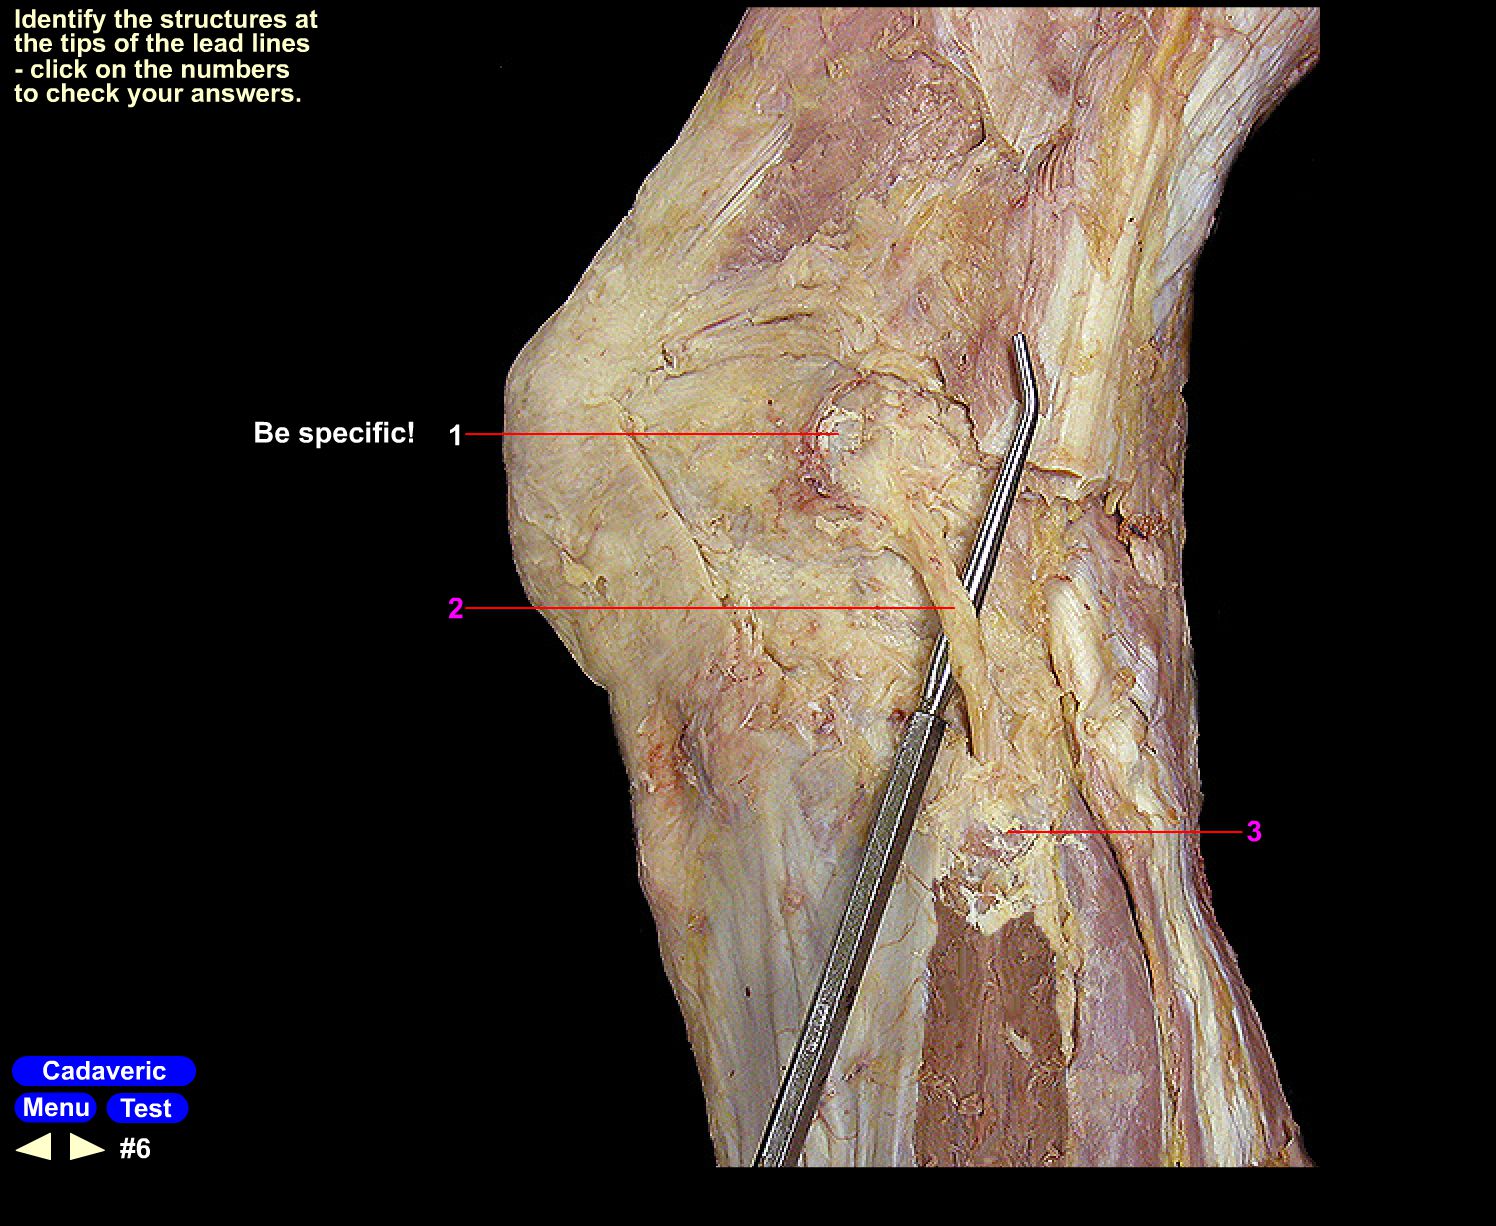 Identify the structures at
the tips of the lead lines
- click on the numbers
to check your answers.
Be specific! 1
2
3
Cadaveric
Menu Test
#6